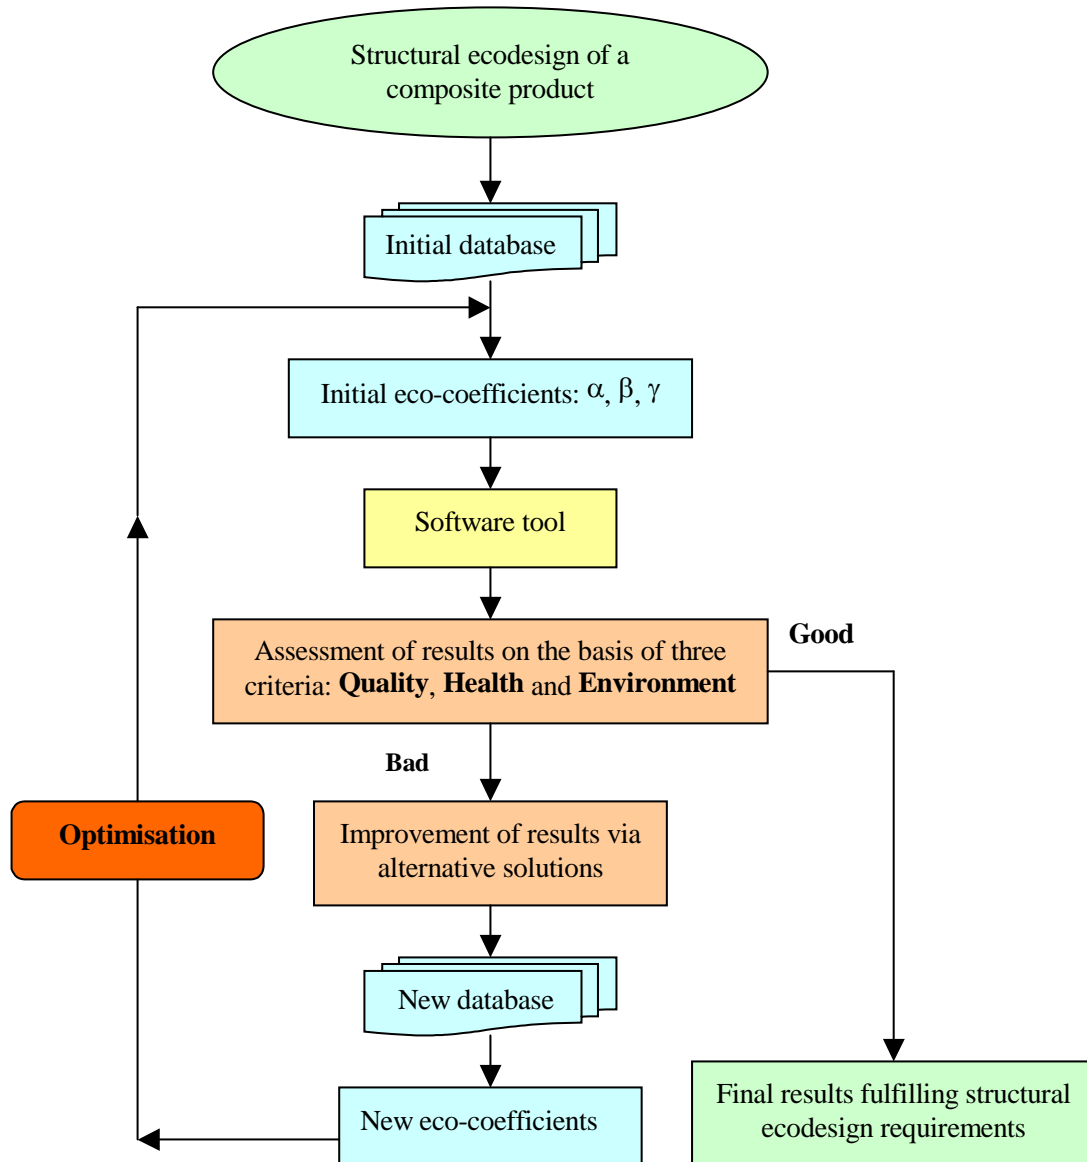 Structural ecodesign of a
composite product
Initial database
Initial eco-coefficients: α, β, γ
Software tool
Assessment of results on the basis of three
criteria: Quality, Health and Environment
Good
Bad
Optimisation
Improvement of results via
alternative solutions
New database
New eco-coefficients
Final results fulfilling structural
ecodesign requirements